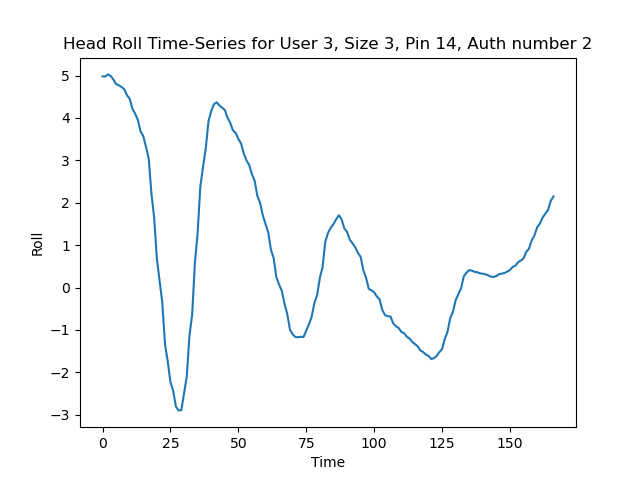 Head Roll Time-Series for User 3, Size 3, Pin 14, Auth number 2
5
4
3
2
1
0
−1
−2
−3
Roll
0 25 50 75 100 125 150
Time